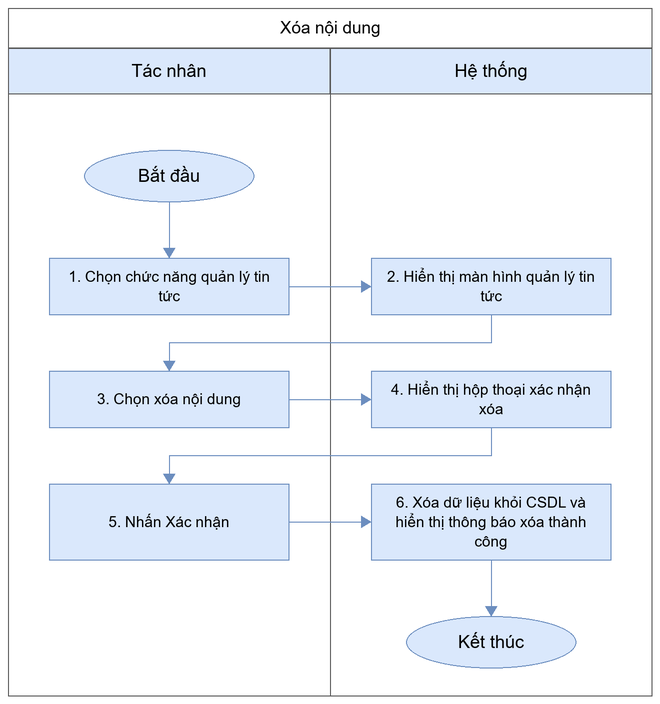 Xóa nội dung
Tác nhân
Hệ thống
Bắt đầu
1. Chọn chức năng quản lý tin
tức
2. Hiển thị màn hình quản lý tin
tức
3. Chọn xóa nội dung
4. Hiển thị hộp thoại xác nhận
xóa
5. Nhấn Xác nhận
6. Xóa dữ liệu khỏi CSDL và
hiển thị thông báo xóa thành
công
Kết thúc